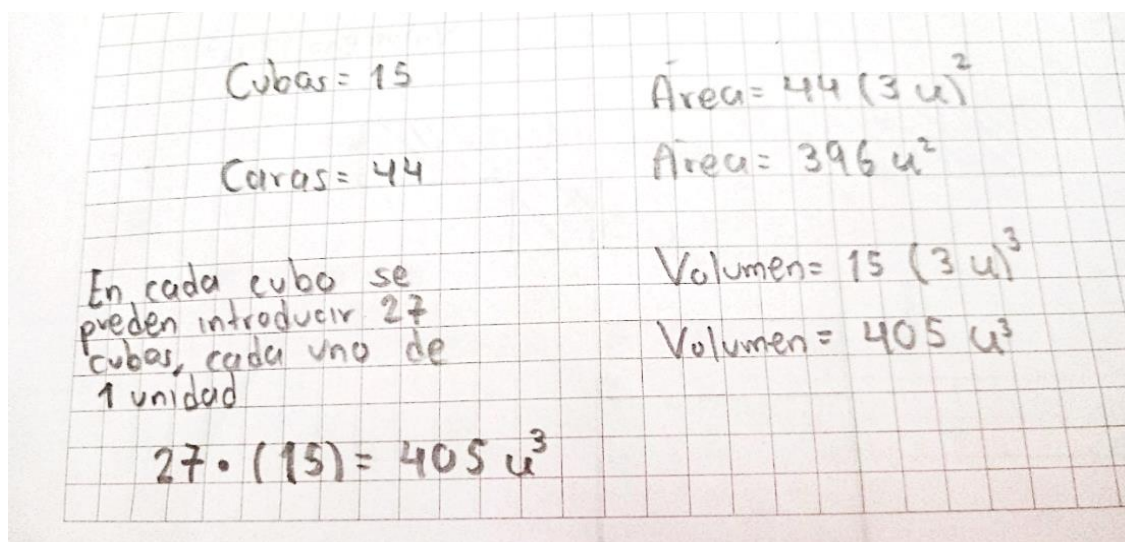 Cubos = 15
Caras = 44
En cada cubo se
pueden introducir 27
cubos, cada uno de
1 unidad
27 • (15) = 405 u³
Área = 44 (3 u)²
Área = 396 u²
Volumen = 15 (3 u)³
Volumen = 405 u³